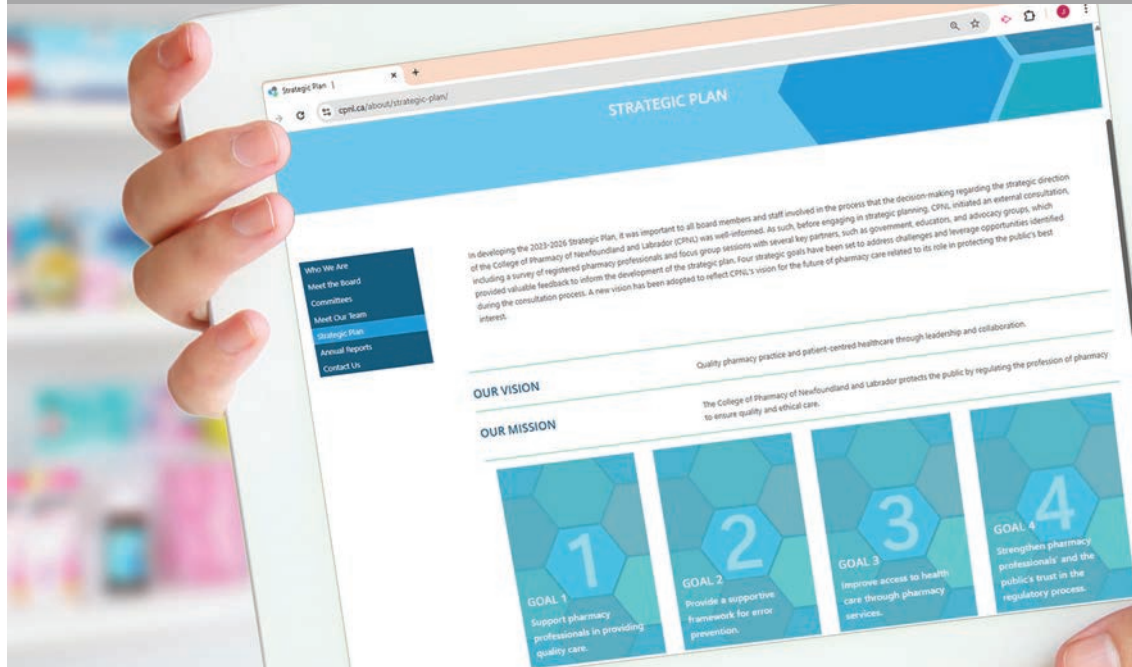 Strategic Plan |
cpnl.ca/about/strategic-plan/
STRATEGIC PLAN
Who We Are
Meet the Board
Committees
Meet Our Team
Strategic Plan
Annual Reports
Contact Us
In developing the 2023-2026 Strategic Plan, it was important to all board members and staff involved in the process that the decision-making regarding the strategic direction
of the College of Pharmacy of Newfoundland and Labrador (CPNL) was well-informed. As such, before engaging in strategic planning, CPNL initiated an external consultation,
including a survey of registered pharmacy professionals and focus group sessions with several key partners, such as government, educators, and advocacy groups, which
provided valuable feedback to inform the development of the strategic plan. Four strategic goals have been set to address challenges and leverage opportunities identified
during the consultation process. A new vision has been adopted to reflect CPNL's vision for the future of pharmacy care related to its role in protecting the public's best
interest.
OUR VISION
Quality pharmacy practice and patient-centred healthcare through leadership and collaboration.
OUR MISSION
The College of Pharmacy of Newfoundland and Labrador protects the public by regulating the profession of pharmacy
to ensure quality and ethical care.
1
GOAL 1
Support pharmacy
professionals in providing
quality care.
2
GOAL 2
Provide a supportive
framework for error
prevention.
3
GOAL 3
Improve access to health
care through pharmacy
services.
4
GOAL 4
Strengthen pharmacy
professionals' and the
public's trust in the
regulatory process.